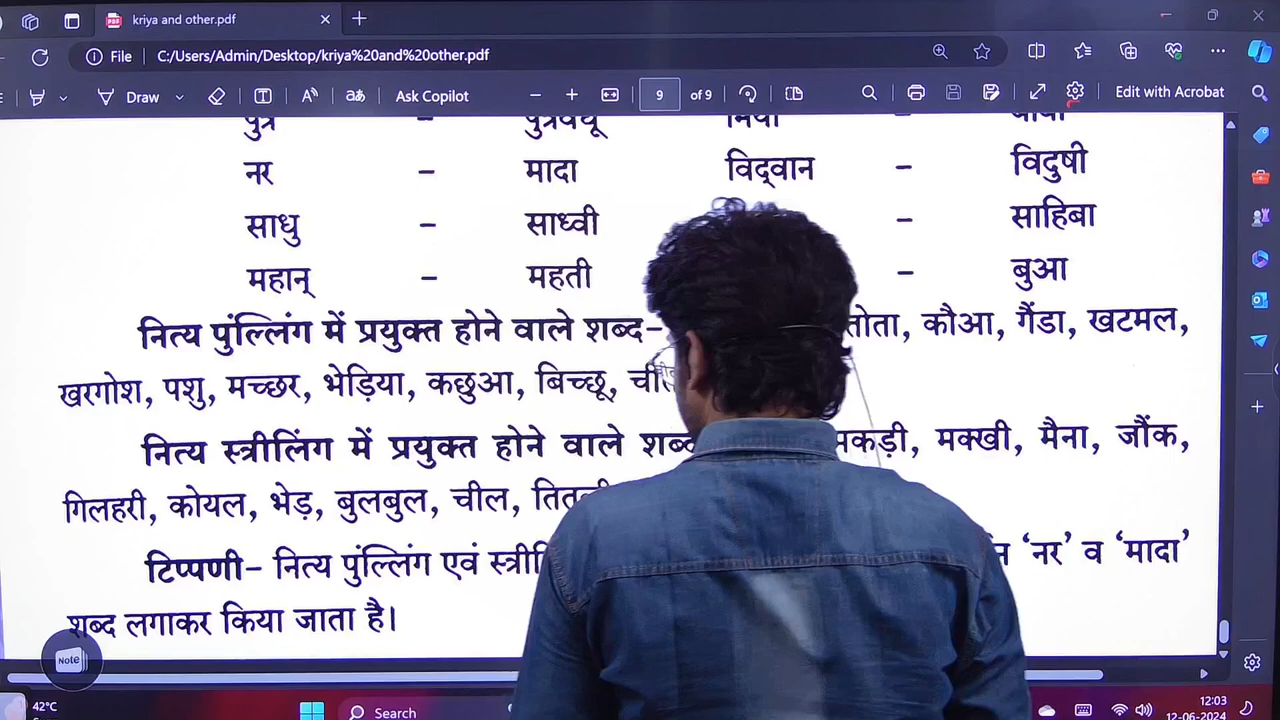 kriya and other.pdf
File C:/Users/Admin/Desktop/kriya%20and%20other.pdf
Draw Ask Copilot 9 of 9 Edit with Acrobat
नर - मादा विद्वान - विदुषी
साधु - साध्वी - साहिबा
महान् - महती - बुआ
नित्य पुंल्लिंग में प्रयुक्त होने वाले शब्द- तोता, कौआ, गैंडा, खटमल,
खरगोश, पशु, मच्छर, भेड़िया, कछुआ, बिच्छू,
नित्य स्त्रीलिंग में प्रयुक्त होने वाले मकड़ी, मक्खी, मैना, जौंक,
गिलहरी, कोयल, भेड़, बुलबुल, चील,
टिप्पणी- नित्य पुंल्लिंग एवं 'नर' व 'मादा'
शब्द लगाकर किया जाता है।
Note
42°C Search 12:03
12-06-2024